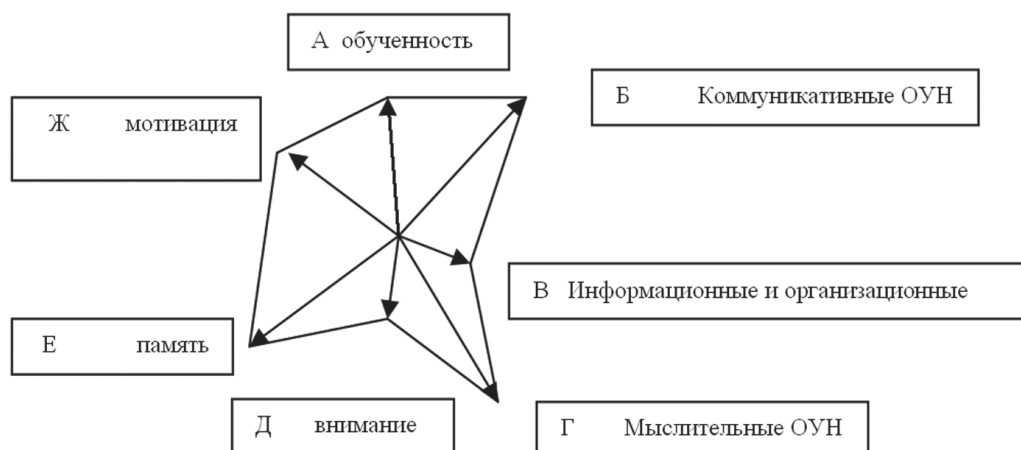 А обученность
Б Коммуникативные ОУН
Ж мотивация
В Информационные и организационные
Е память
Д внимание
Г Мыслительные ОУН